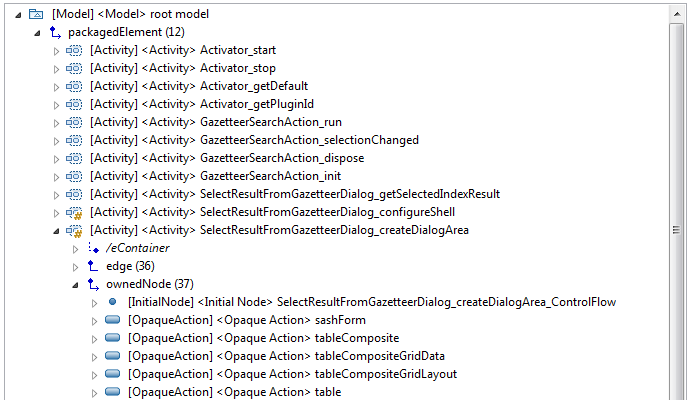 [Model] <Model> root model
packagedElement (12)
[Activity] <Activity> Activator_start
[Activity] <Activity> Activator_stop
[Activity] <Activity> Activator_getDefault
[Activity] <Activity> Activator_getPluginId
[Activity] <Activity> GazetteerSearchAction_run
[Activity] <Activity> GazetteerSearchAction_selectionChanged
[Activity] <Activity> GazetteerSearchAction_dispose
[Activity] <Activity> GazetteerSearchAction_init
[Activity] <Activity> SelectResultFromGazetteerDialog_getSelectedIndexResult
[Activity] <Activity> SelectResultFromGazetteerDialog_configureShell
[Activity] <Activity> SelectResultFromGazetteerDialog_createDialogArea
/eContainer
edge (36)
ownedNode (37)
[InitialNode] <Initial Node> SelectResultFromGazetteerDialog_createDialogArea_ControlFlow
[OpaqueAction] <Opaque Action> sashForm
[OpaqueAction] <Opaque Action> tableComposite
[OpaqueAction] <Opaque Action> tableCompositeGridData
[OpaqueAction] <Opaque Action> tableCompositeGridLayout
[OpaqueAction] <Opaque Action> table